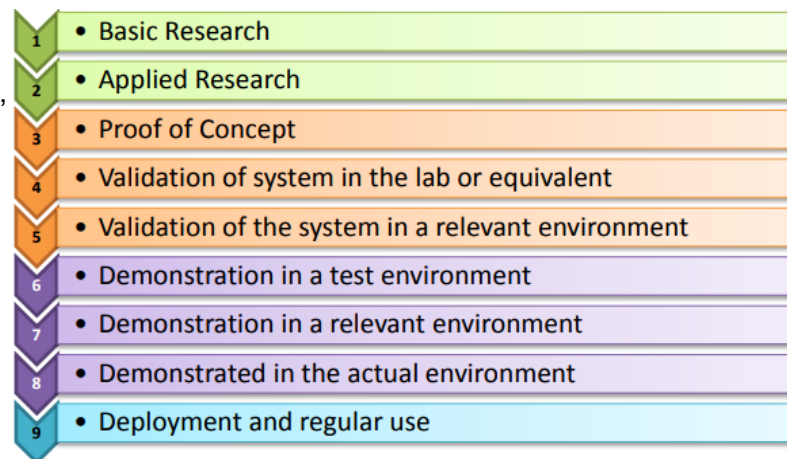 1 • Basic Research
2 • Applied Research
,
3 • Proof of Concept
4 • Validation of system in the lab or equivalent
5 • Validation of the system in a relevant environment
6 • Demonstration in a test environment
7 • Demonstration in a relevant environment
8 • Demonstrated in the actual environment
9 • Deployment and regular use